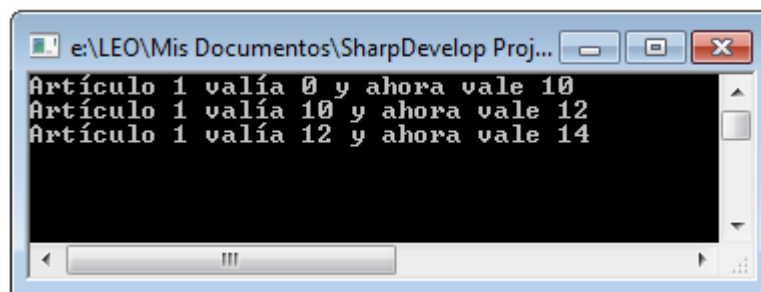 e:\LEO\Mis Documentos\SharpDevelop Proj...
Artículo 1 valía 0 y ahora vale 10
Artículo 1 valía 10 y ahora vale 12
Artículo 1 valía 12 y ahora vale 14